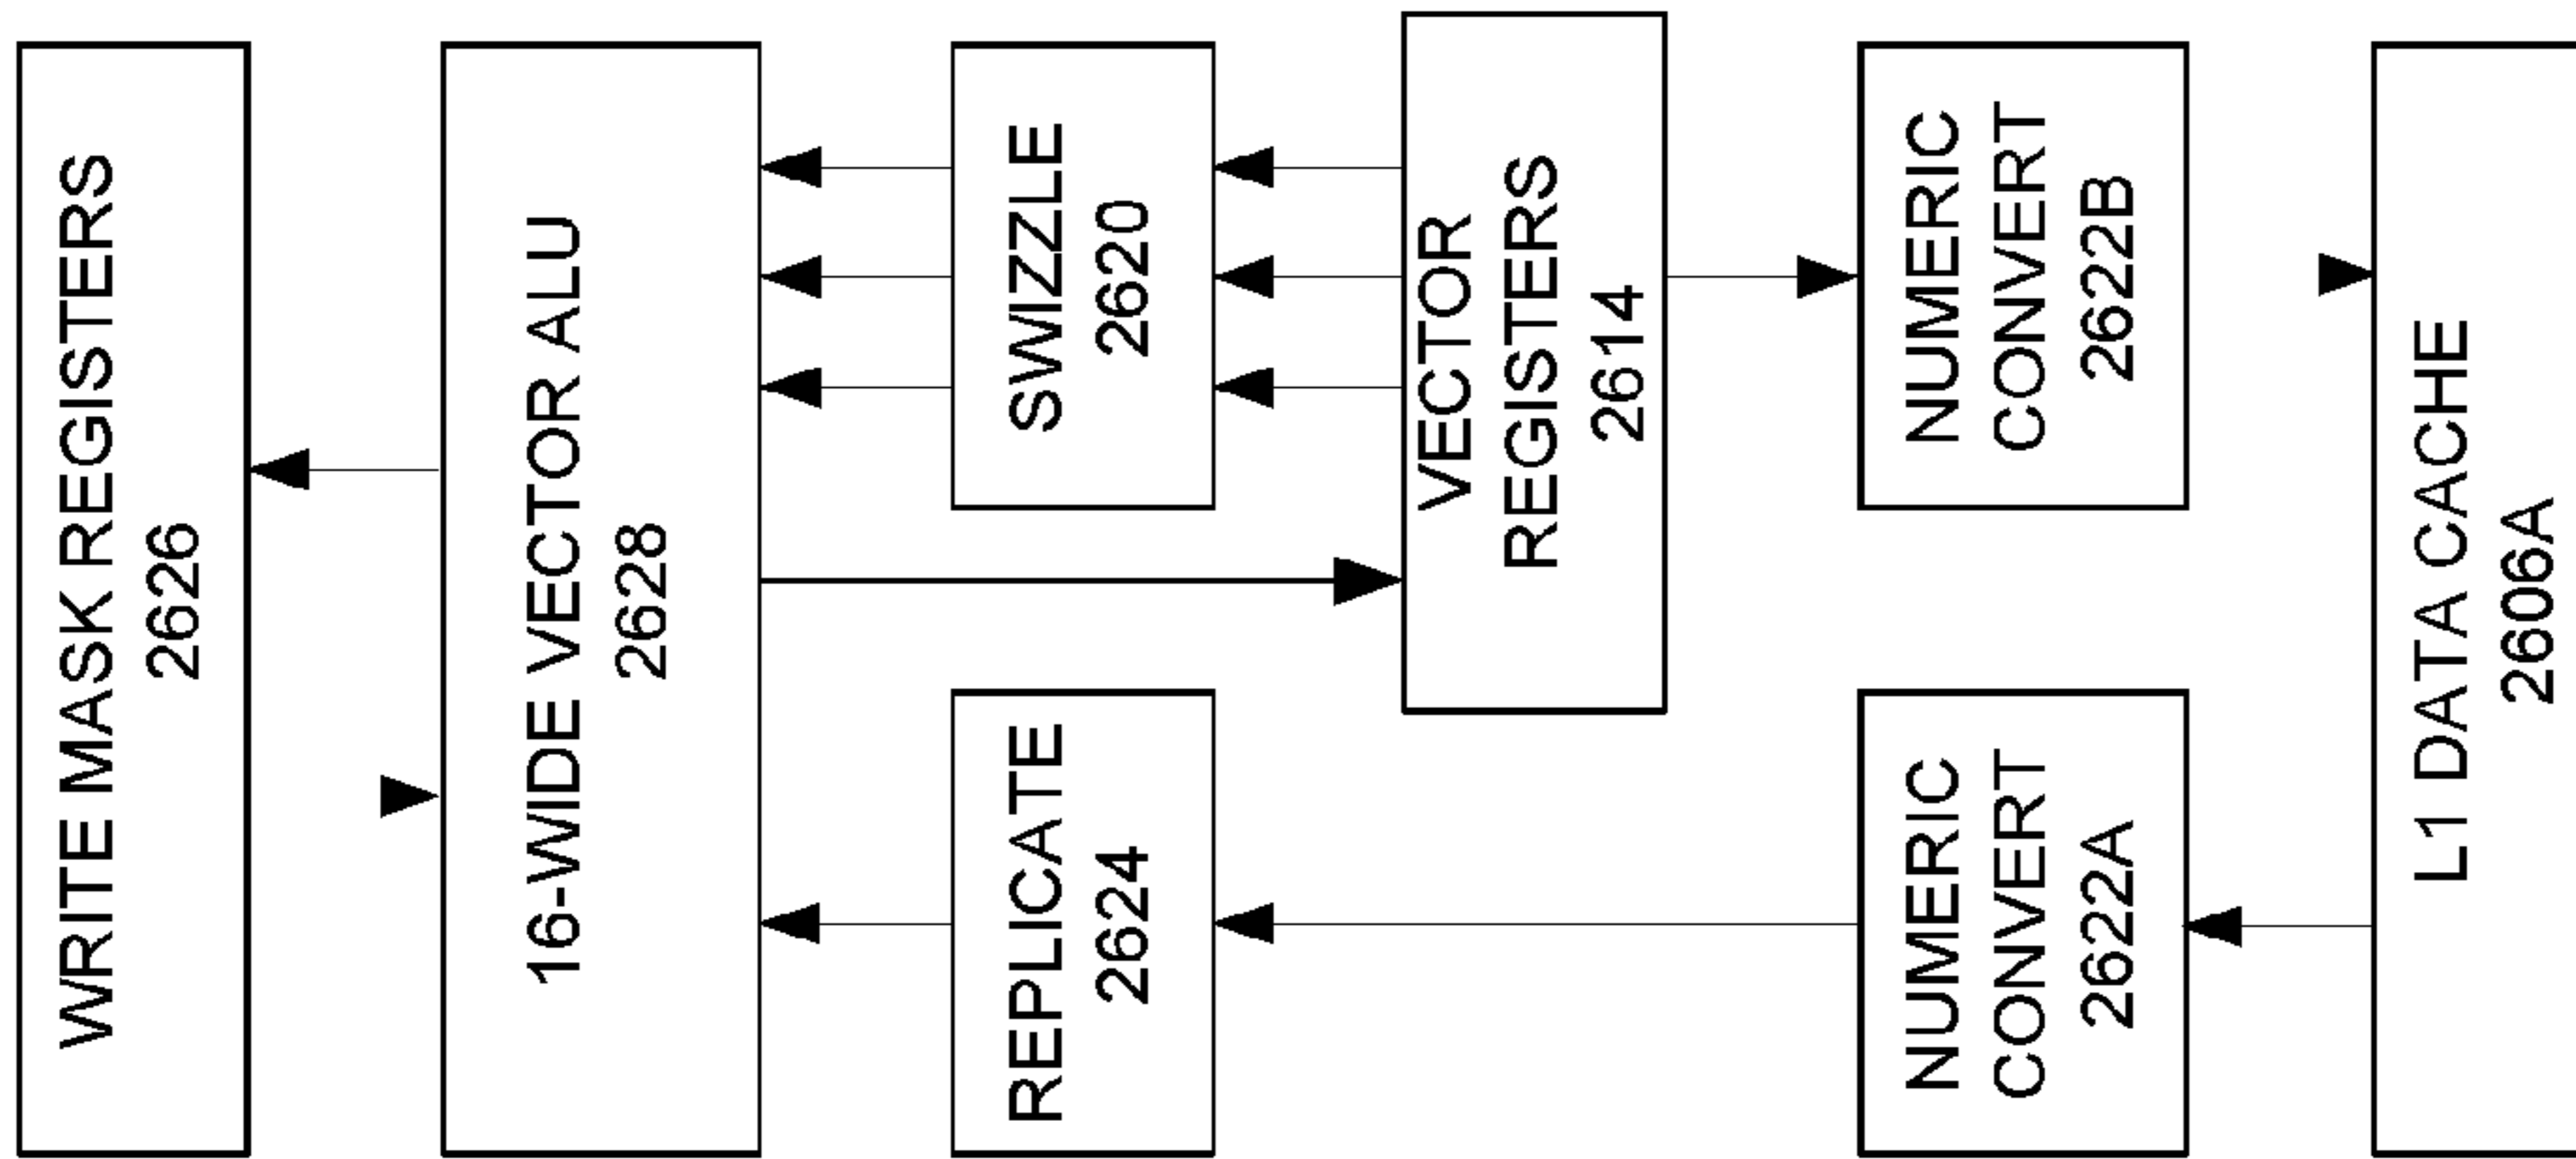 WRITE MASK REGISTERS
2626
16-WIDE VECTOR ALU
2628
REPLICATE
2624
SWIZZLE
2620
VECTOR
REGISTERS
2614
NUMERIC
CONVERT
2622A
NUMERIC
CONVERT
2622B
L1 DATA CACHE
2606A